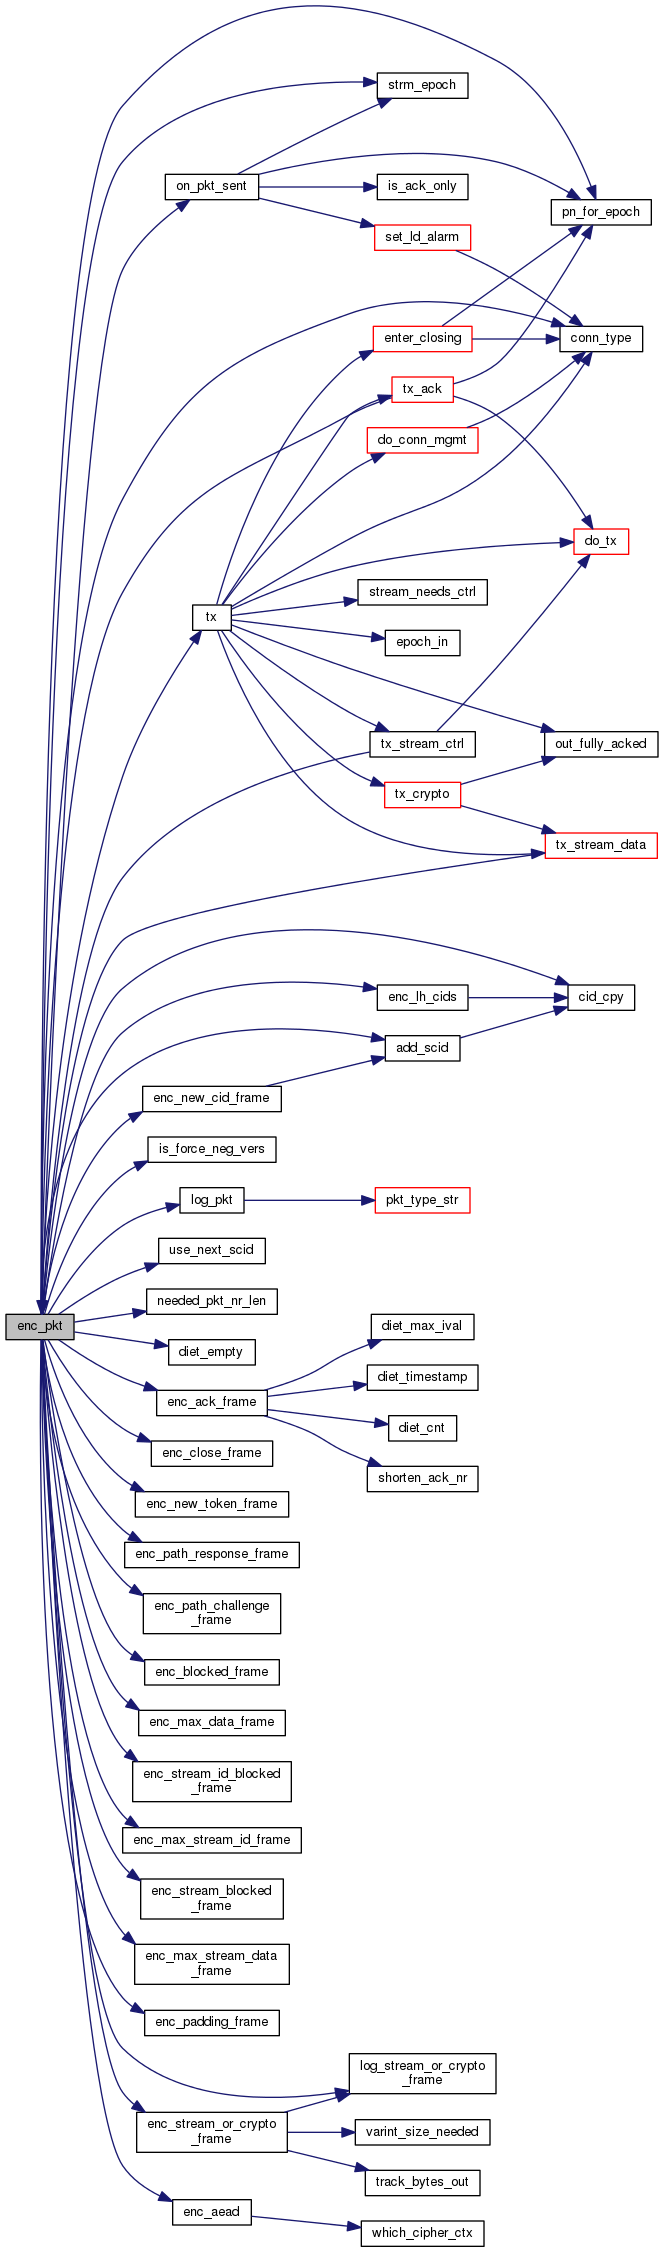 strm_epoch
on_pkt_sent
is_ack_only
pn_for_epoch
set_ld_alarm
enter_closing
conn_type
tx_ack
do_conn_mgmt
do_tx
stream_needs_ctrl
tx
epoch_in
tx_stream_ctrl
out_fully_acked
tx_crypto
tx_stream_data
enc_lh_cids
cid_cpy
add_scid
enc_new_cid_frame
is_force_neg_vers
log_pkt
pkt_type_str
use_next_scid
needed_pkt_nr_len
enc_pkt
diet_max_ival
diet_empty
diet_timestamp
enc_ack_frame
diet_cnt
enc_close_frame
shorten_ack_nr
enc_new_token_frame
enc_path_response_frame
enc_path_challenge
_frame
enc_blocked_frame
enc_max_data_frame
enc_stream_id_blocked
_frame
enc_max_stream_id_frame
enc_stream_blocked
_frame
enc_max_stream_data
_frame
enc_padding_frame
log_stream_or_crypto
_frame
enc_stream_or_crypto
_frame
varint_size_needed
track_bytes_out
enc_aead
which_cipher_ctx